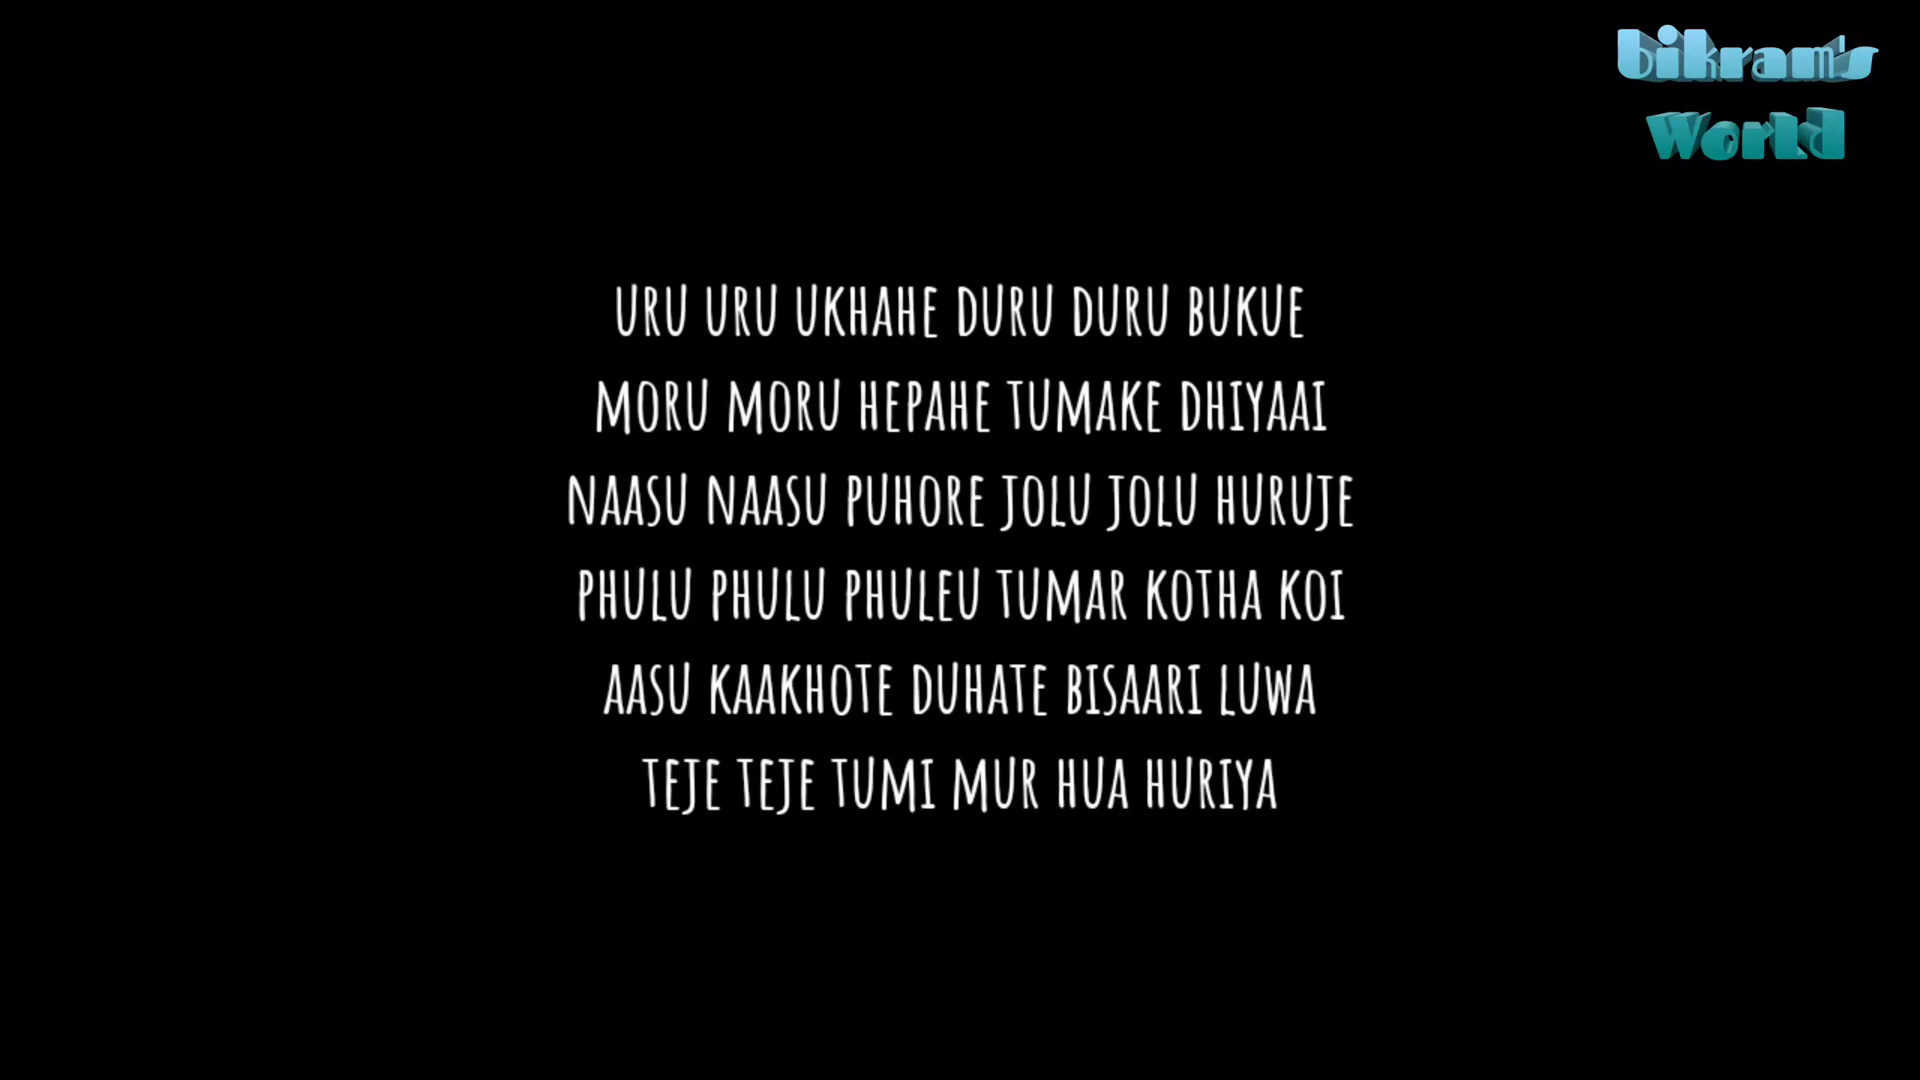 bikram's
World
URU URU UKHAHE DURU DURU BUKUE
MORU MORU HEPAHE TUMAKE DHIYAAI
NAASU NAASU PUHORE JOLU JOLU HURUJE
PHULU PHULU PHULEU TUMAR KOTHA KOI
AASU KAAKHOTE DUHATE BISAARI LUWA
TEJE TEJE TUMI MUR HUA HURIYA